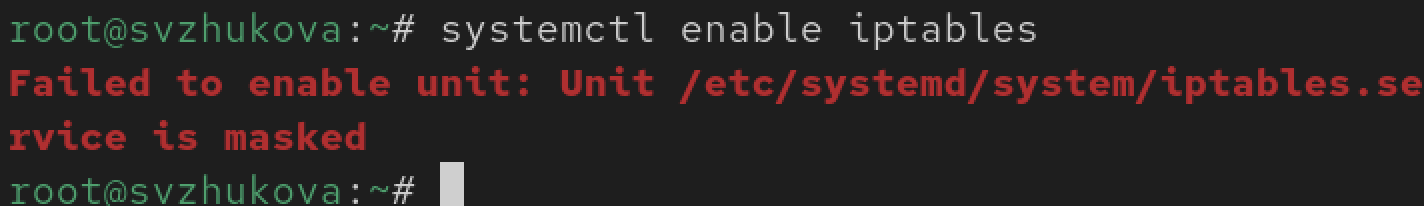 root@svzhukova:~# systemctl enable iptables
Failed to enable unit: Unit /etc/systemd/system/iptables.se
rvice is masked
root@svzhukova:~#